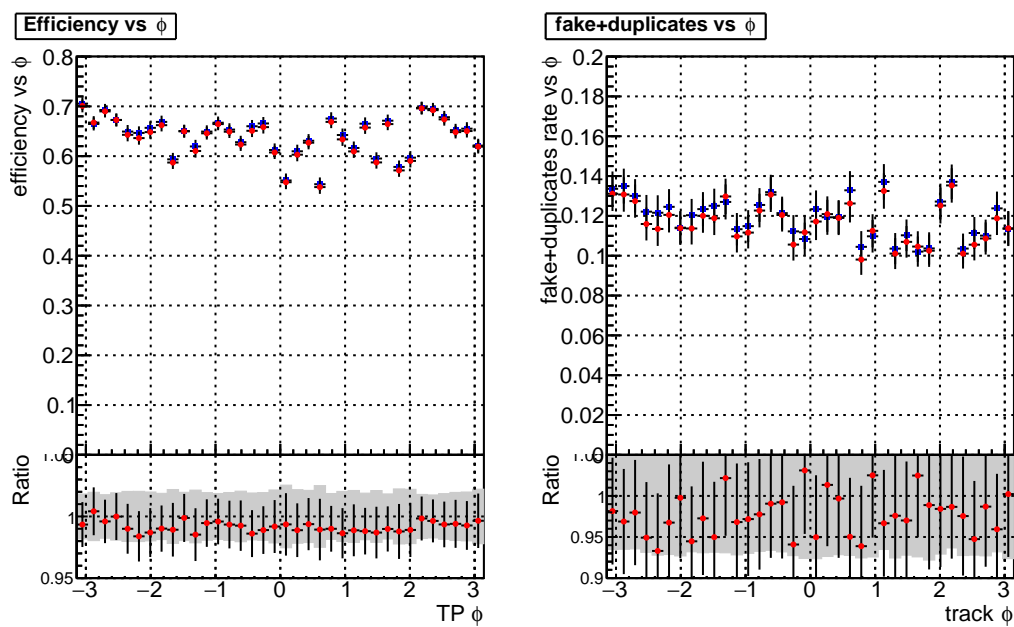 Efficiency vs ϕ
efficiency vs ϕ
0.8
0.7
0.6
0.5
0.4
0.3
0.2
0.1
0
Ratio
1
0.95
−3 −2 −1 0 1 2 3
TP ϕ
fake+duplicates vs ϕ
fake+duplicates rate vs ϕ
0.2
0.18
0.16
0.14
0.12
0.1
0.08
0.06
0.04
0.02
0
Ratio
1
0.95
0.9
−3 −2 −1 0 1 2 3
track ϕ